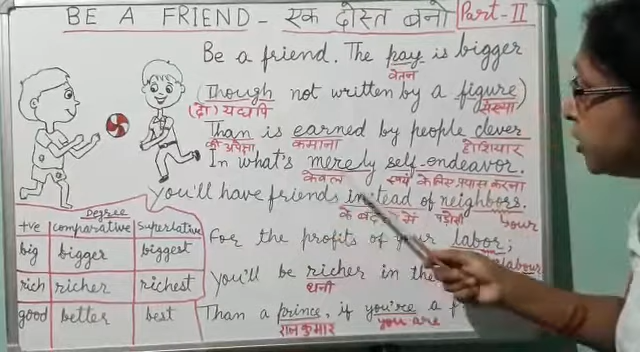 BE A FRIEND - एक दोस्त बनो Part-II
Be a friend. The pay is bigger
वेतन
(Though not written by a figure)
(दो) यद्यपि संख्या
Than is earned by people clever
की अपेक्षा कमाना होशियार
In what's merely self-endeavor.
केवल स्वयं के लिए प्रयास करना
You'll have friends instead of neighbors.
के बदले में पड़ोसी bour
For the profits of your labor;
labour
You'll be richer in the
धनी
Than a prince, if you're a f
राजकुमार you are
Degree
+ve comparative superlative
big bigger biggest
rich richer richest
good better best